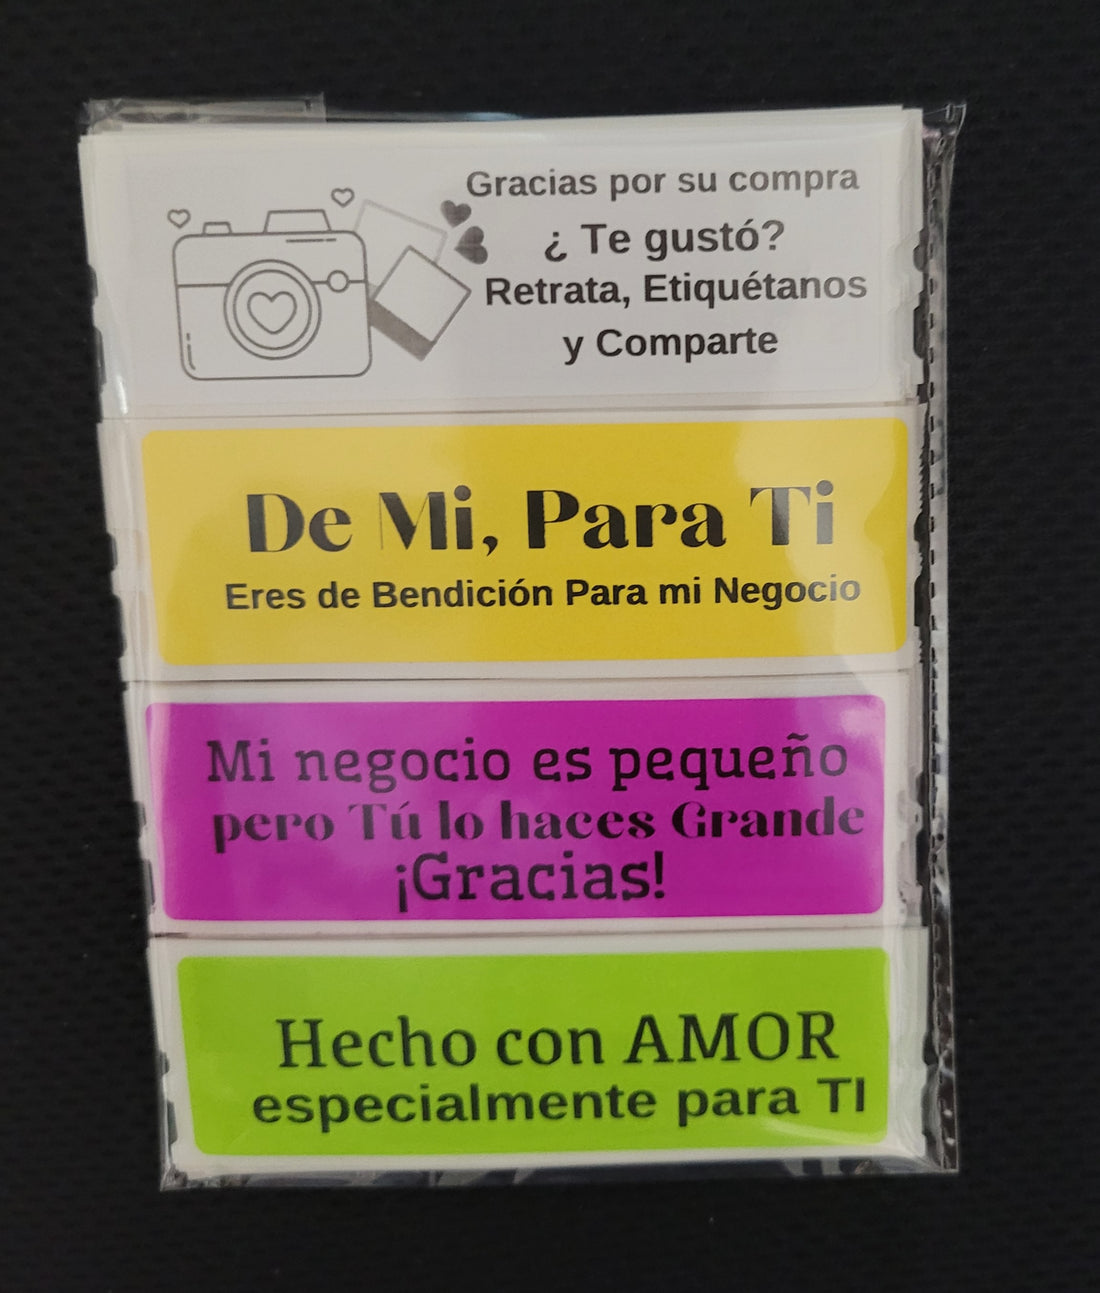 Gracias por su compra
¿ Te gustó?
Retrata, Etiquétanos
y Comparte
De Mi, Para Ti
Eres de Bendición Para mi Negocio
Mi negocio es pequeño
pero Tú lo haces Grande
¡Gracias!
Hecho con AMOR
especialmente para TI